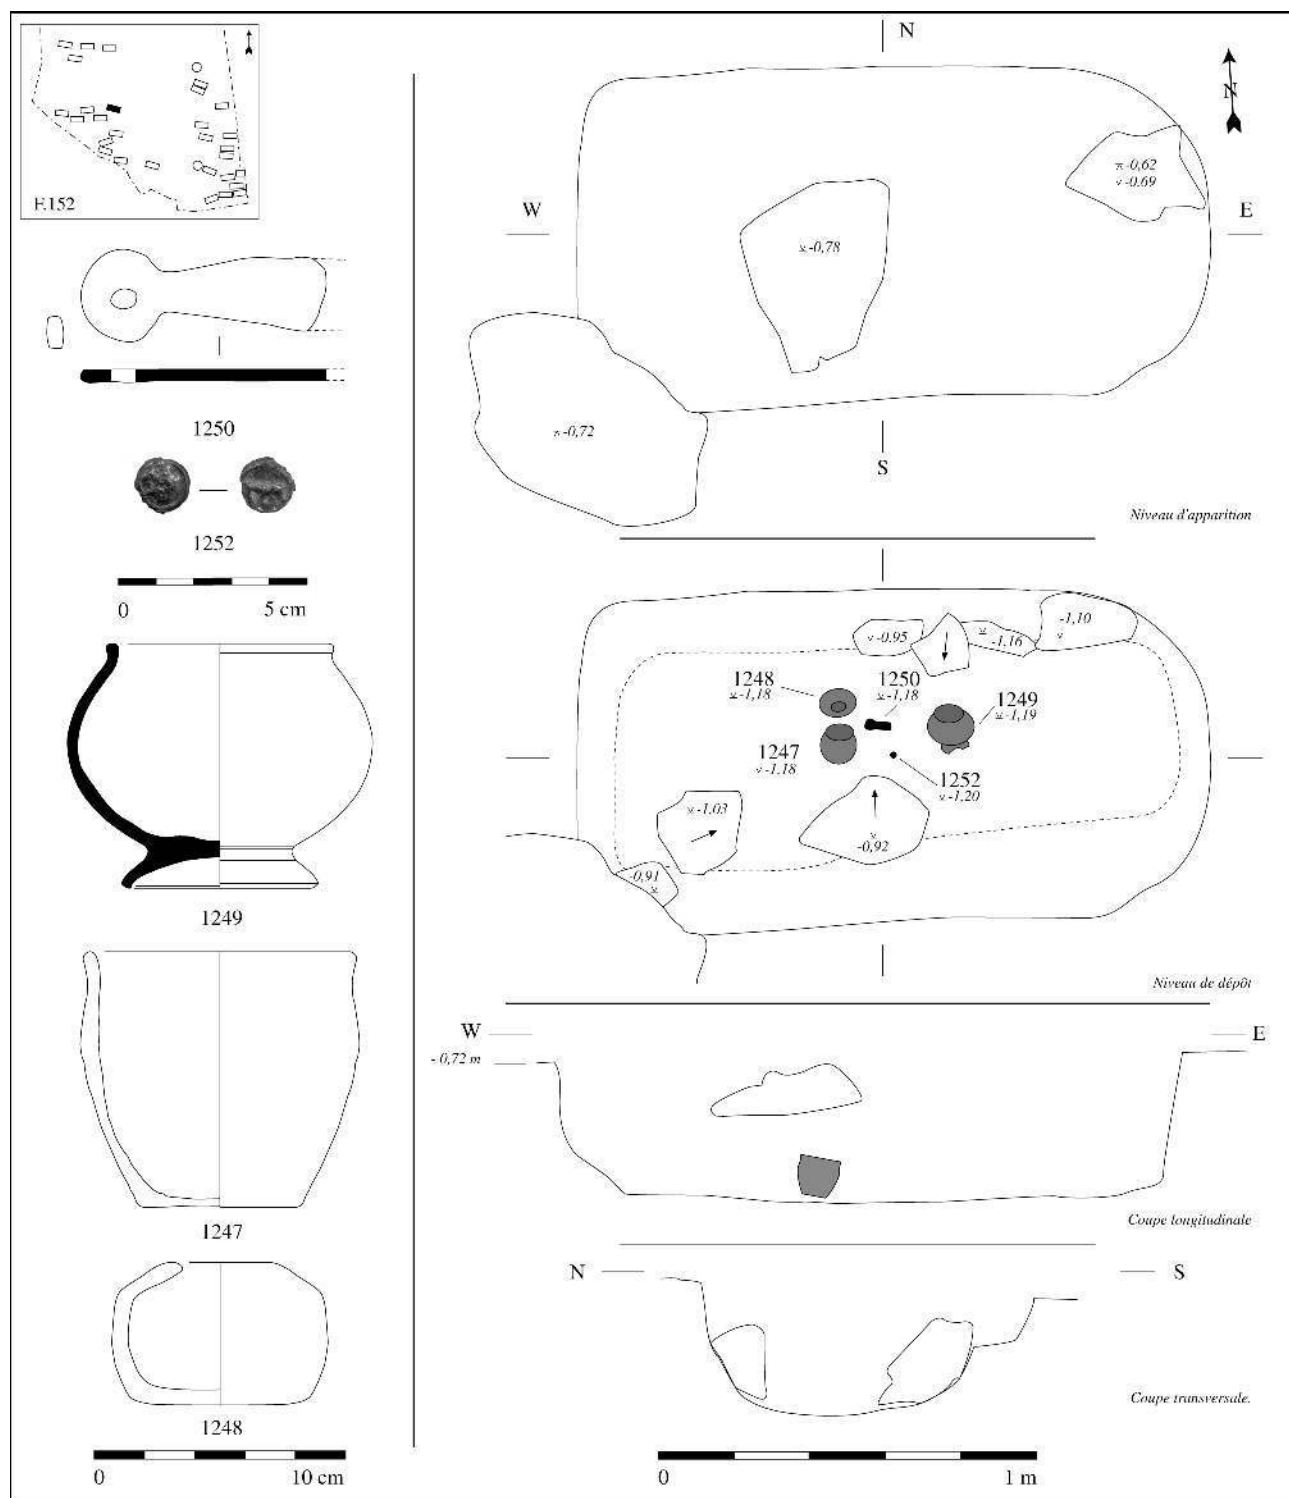 F.152
1250
1252
0 5 cm
1249
1247
1248
0 10 cm
N
N
W
E
S
-0,62
-0.69
-0,78
-0,72
Niveau d'apparition
-0.95
-1,16
-1,10
1248
-1,18
1250
-1,18
1249
-1,19
1247
-1.18
1252
-1,20
-1.03
-0,92
-0,91
Niveau de dépôt
W
E
- 0,72 m
Coupe longitudinale
N
S
Coupe transversale.
0 1 m